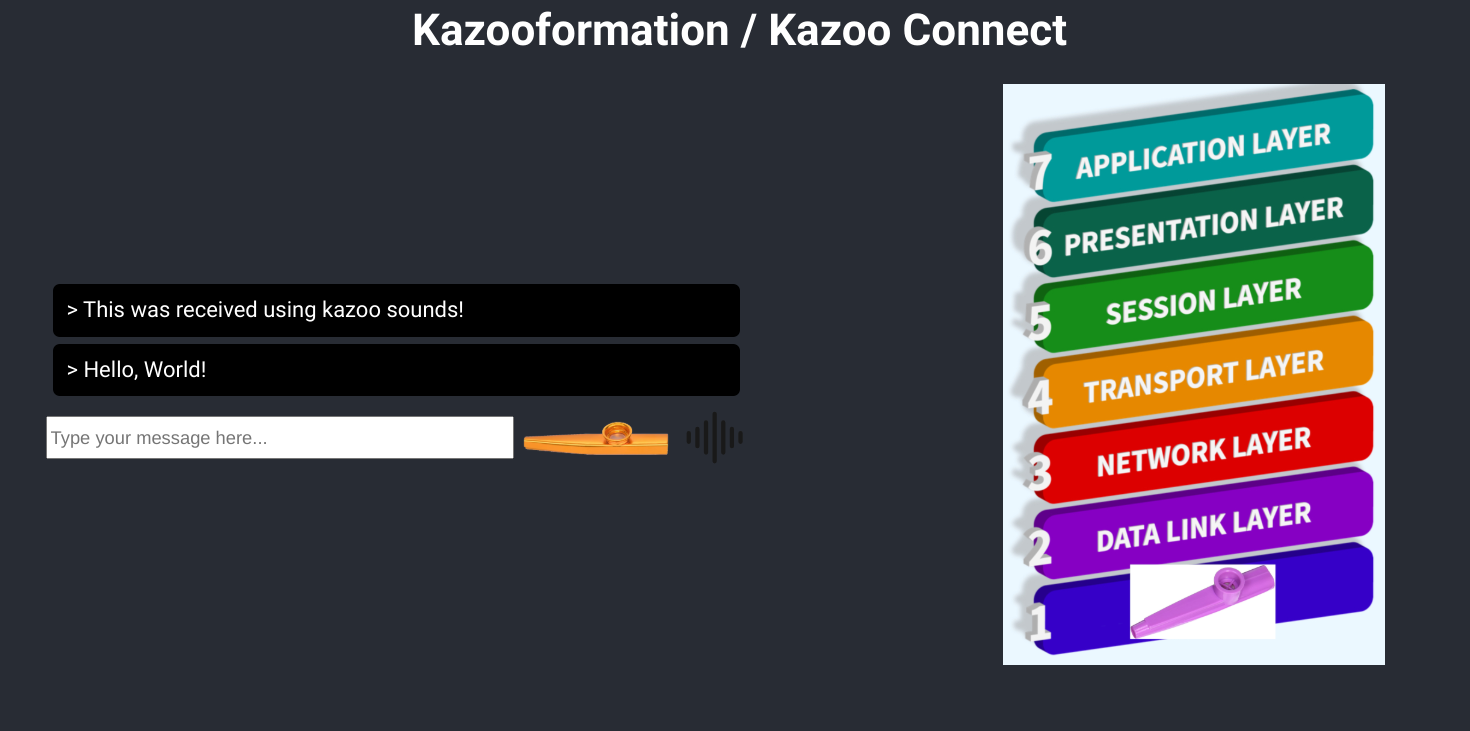 Kazooformation / Kazoo Connect
> This was received using kazoo sounds!
> Hello, World!
Type your message here...
7 APPLICATION LAYER
6 PRESENTATION LAYER
5 SESSION LAYER
4 TRANSPORT LAYER
3 NETWORK LAYER
2 DATA LINK LAYER
1